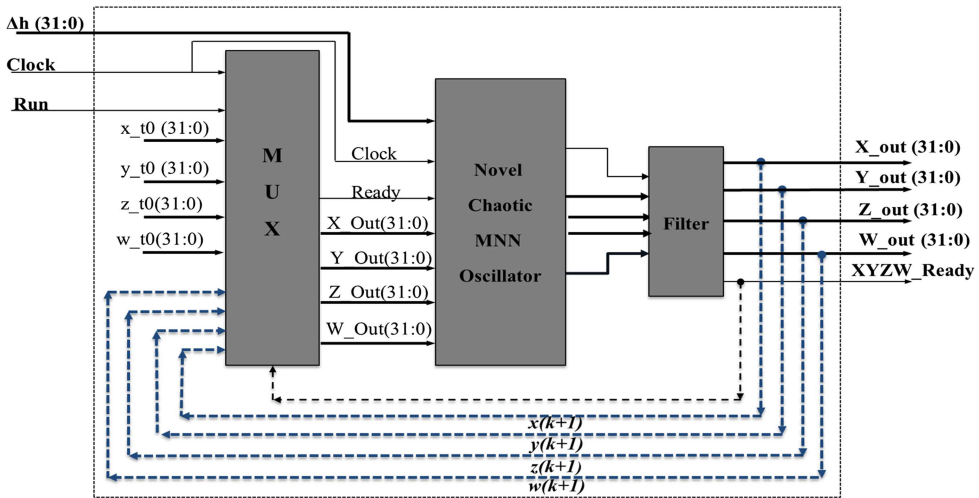 Δh (31:0)
Clock
Run
x_t0 (31:0)
y_t0 (31:0)
z_t0(31:0)
w_t0(31:0)
M
U
X
Clock
Ready
X_Out(31:0)
Y_Out(31:0)
Z_Out(31:0)
W_Out(31:0)
Novel
Chaotic
MNN
Oscillator
Filter
X_out (31:0)
Y_out (31:0)
Z_out (31:0)
W_out (31:0)
XYZW_Ready
x(k+1)
y(k+1)
z(k+1)
w(k+1)